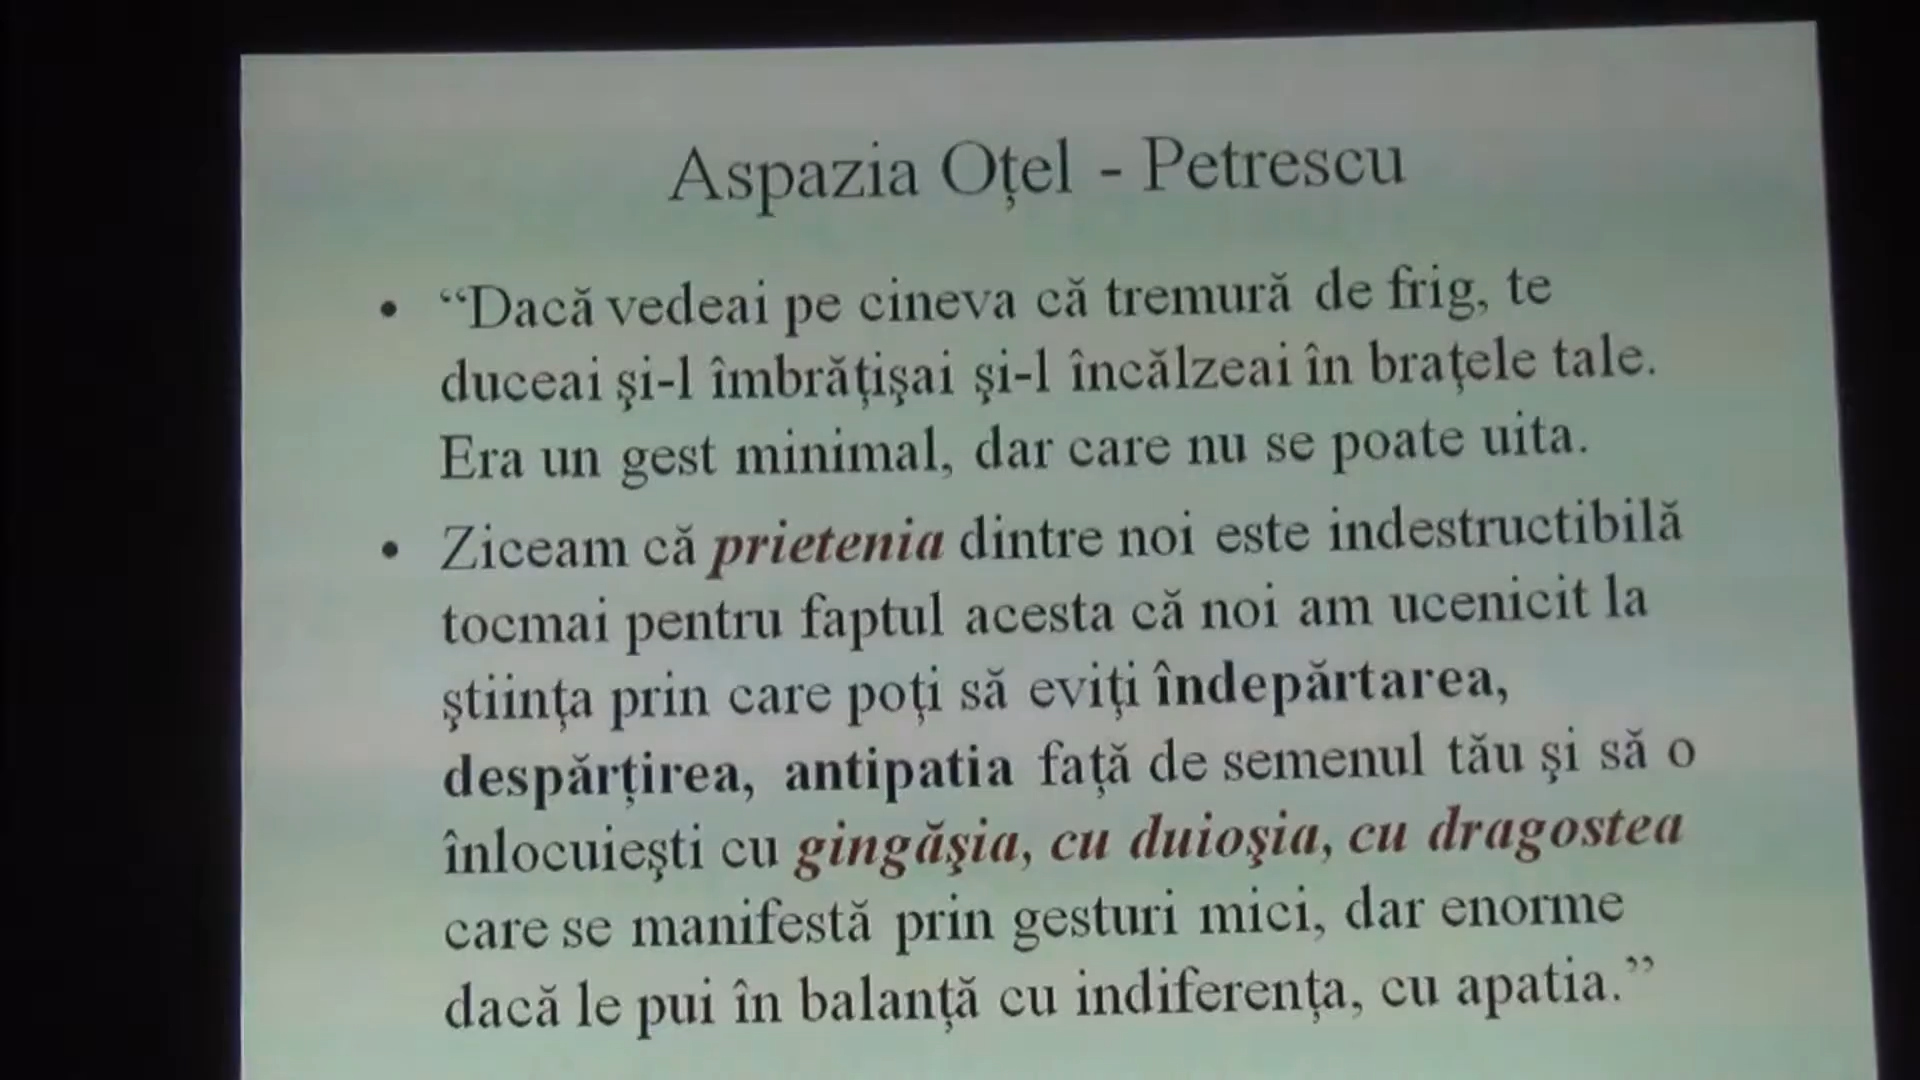 Aspazia Oţel - Petrescu
• “Dacă vedeai pe cineva că tremură de frig, te
duceai şi-l îmbrăţişai şi-l încălzeai în braţele tale.
Era un gest minimal, dar care nu se poate uita.
• Ziceam că prietenia dintre noi este indestructibilă
tocmai pentru faptul acesta că noi am ucenicit la
ştiinţa prin care poţi să eviţi îndepărtarea,
despărţirea, antipatia faţă de semenul tău şi să o
înlocuieşti cu gingăşia, cu duioşia, cu dragostea
care se manifestă prin gesturi mici, dar enorme
dacă le pui în balanţă cu indiferenţa, cu apatia.”